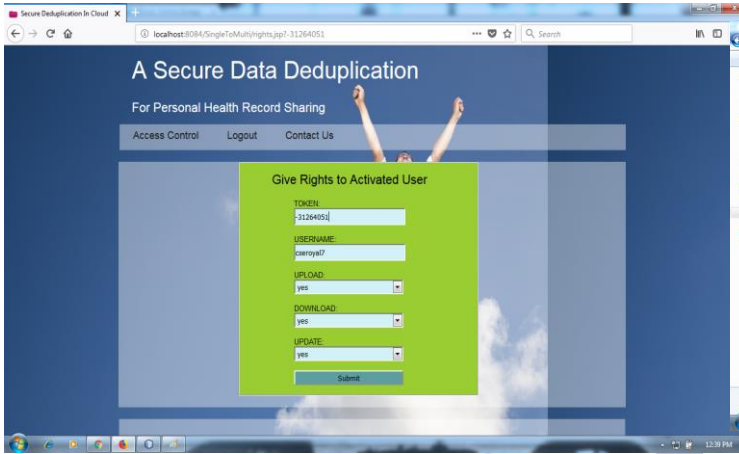 Secure Deduplication In Cloud
localhost:8084/SingleToMulti/rights.jsp?-31264051
Search
A Secure Data Deduplication
For Personal Health Record Sharing
Access Control Logout Contact Us
Give Rights to Activated User
TOKEN:
-31264051
USERNAME:
cseroyal7
UPLOAD:
yes
DOWNLOAD:
yes
UPDATE:
yes
Submit
12:39 PM